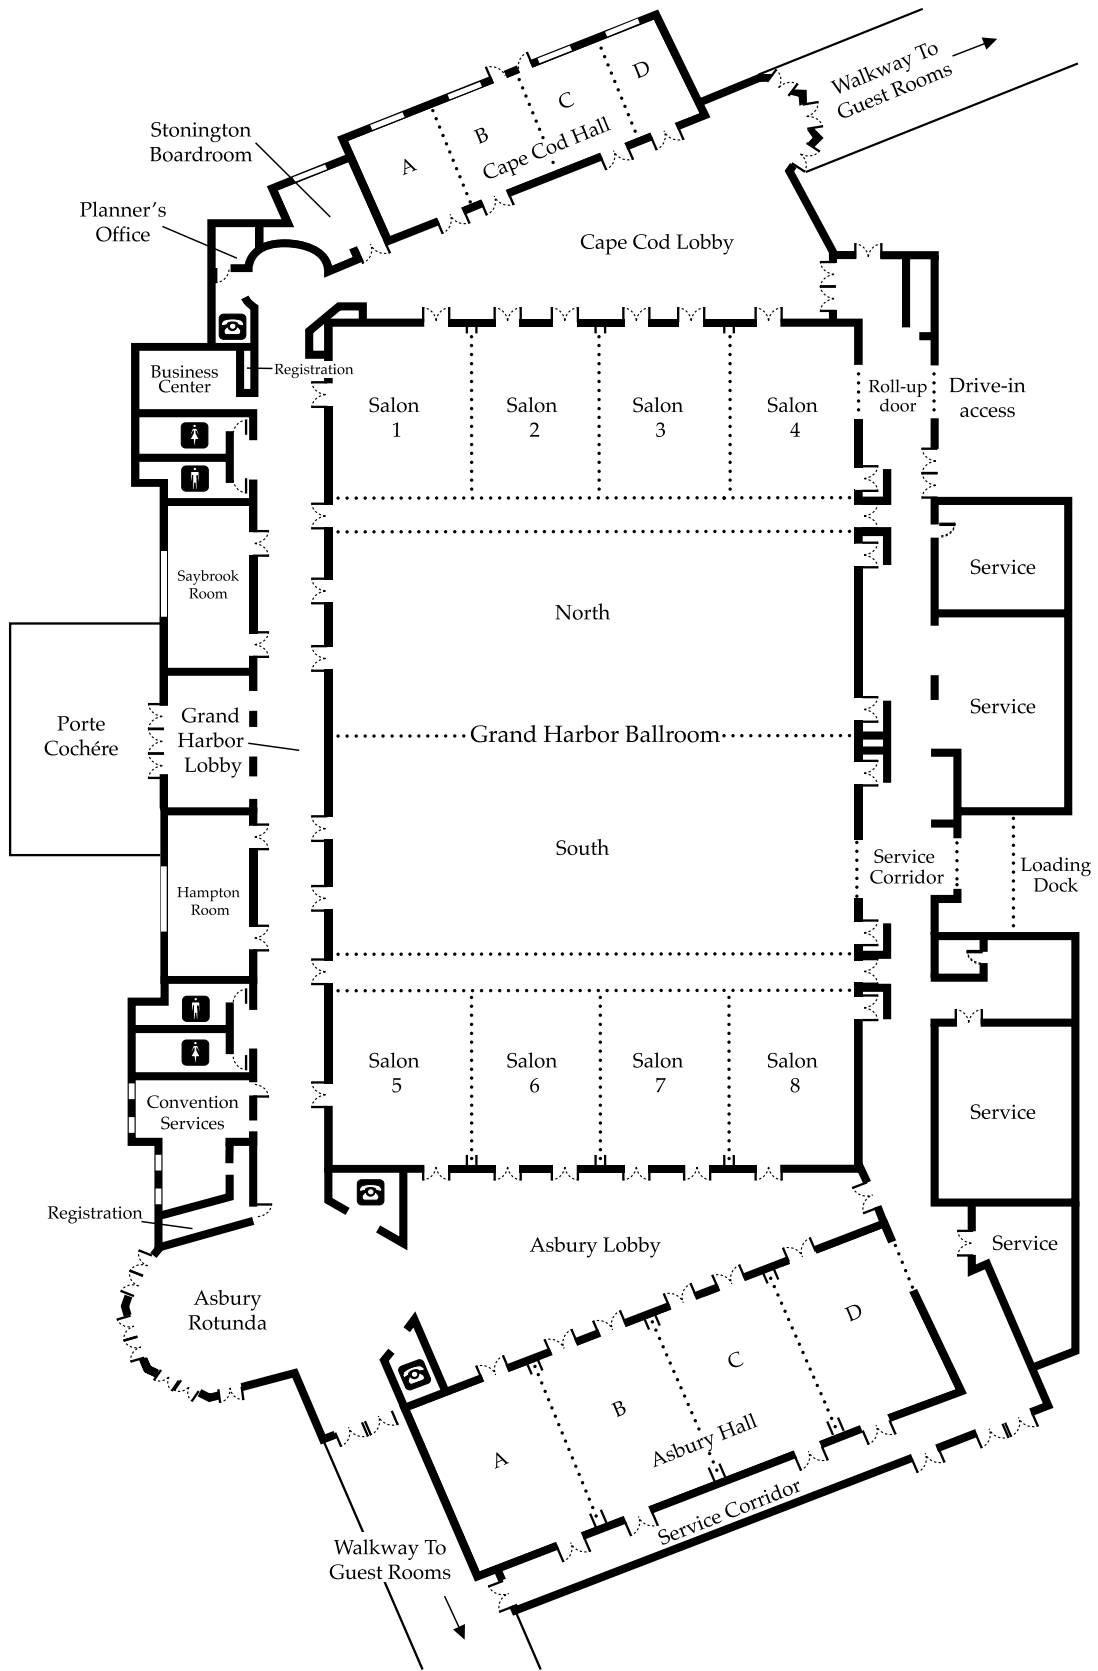 D
Walkway To
Guest Rooms
C
B
Cape Cod Hall
A
Stonington
Boardroom
Planner's
Office
Cape Cod Lobby
Registration
Business
Center
Roll-up
door
Drive-in
access
Salon
1
Salon
2
Salon
3
Salon
4
Service
Saybrook
Room
North
Service
Porte
Cochére
Grand
Harbor
Lobby
Grand Harbor Ballroom
South
Service
Corridor
Loading
Dock
Hampton
Room
Salon
5
Salon
6
Salon
7
Salon
8
Convention
Services
Service
Registration
Asbury Lobby
Service
Asbury
Rotunda
D
C
B
A
Asbury Hall
Service Corridor
Walkway To
Guest Rooms